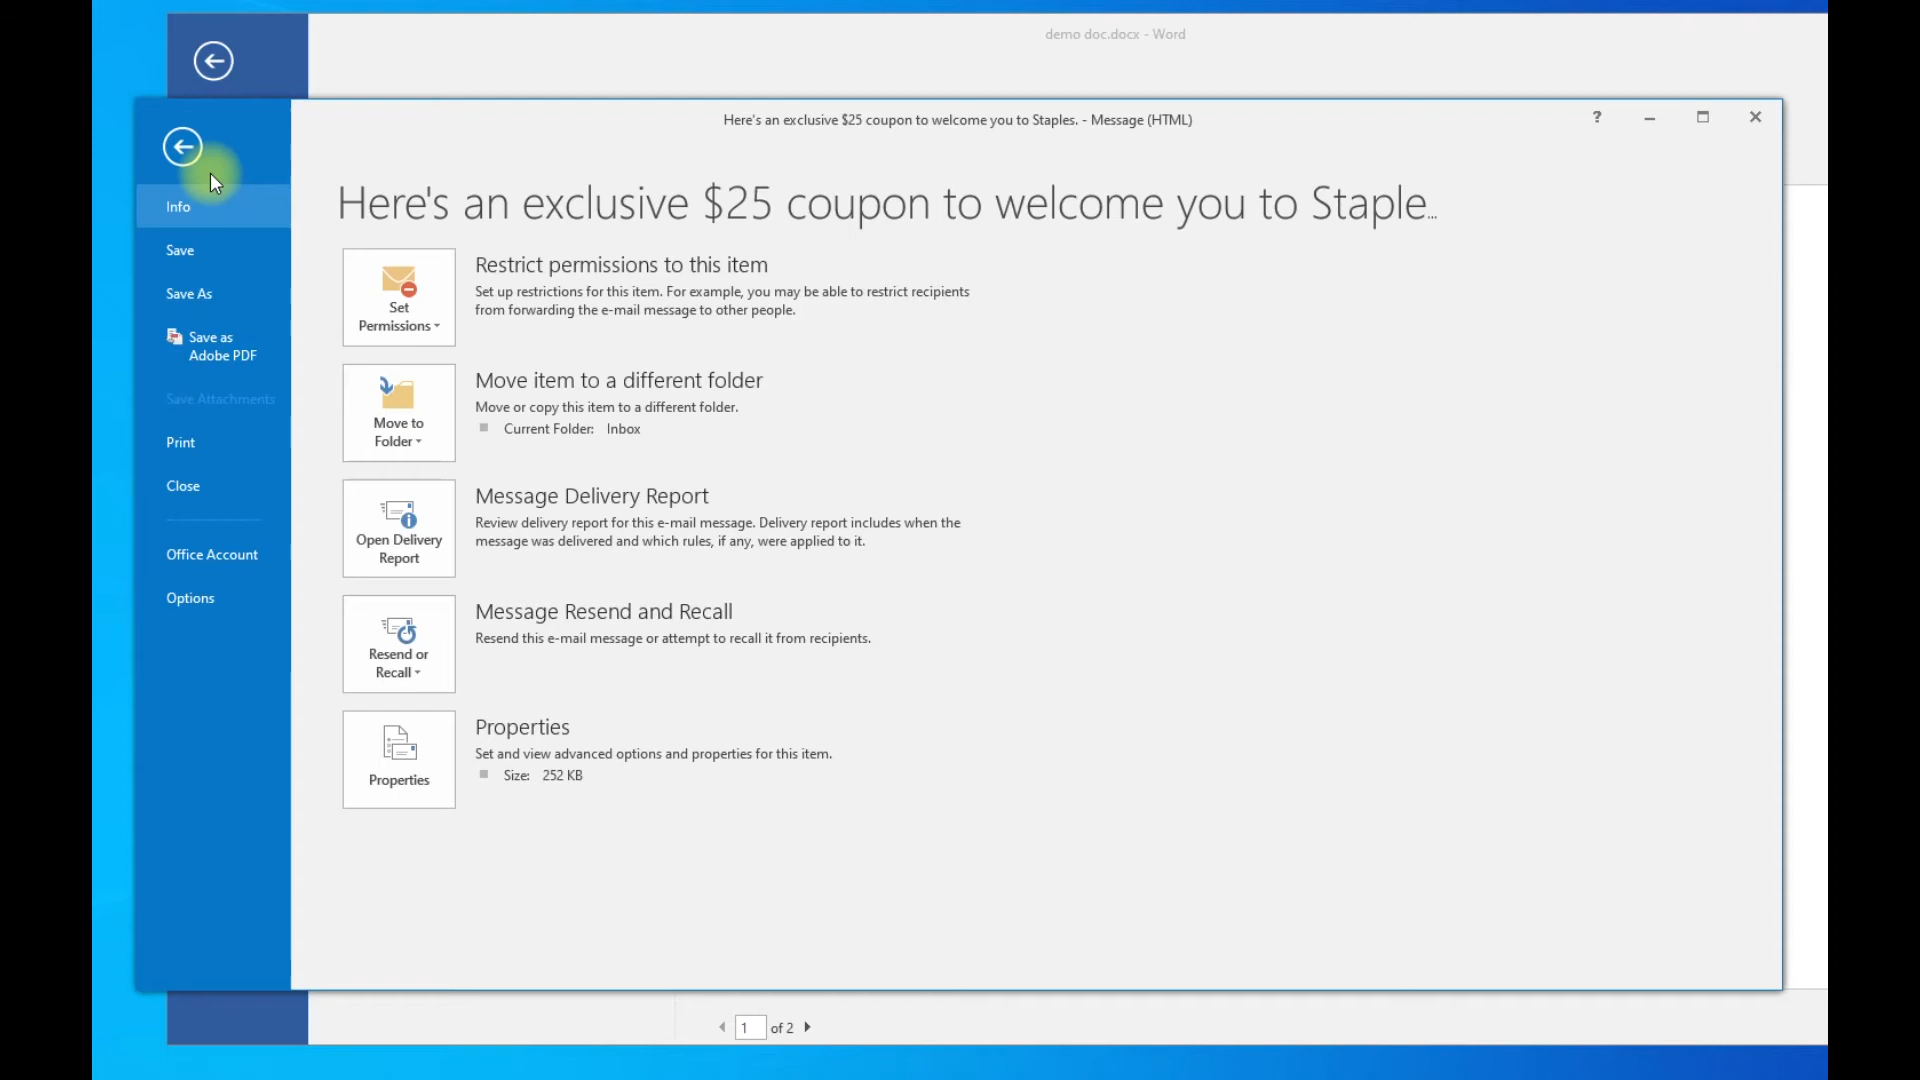 demo doc.docx - Word
Here's an exclusive $25 coupon to welcome you to Staples. - Message (HTML)
?
Info
Save
Save As
Save as
Adobe PDF
Save Attachments
Print
Close
Office Account
Options
Here's an exclusive $25 coupon to welcome you to Staple...
Set
Permissions
Restrict permissions to this item
Set up restrictions for this item. For example, you may be able to restrict recipients
from forwarding the e-mail message to other people.
Move to
Folder
Move item to a different folder
Move or copy this item to a different folder.
Current Folder: Inbox
Open Delivery
Report
Message Delivery Report
Review delivery report for this e-mail message. Delivery report includes when the
message was delivered and which rules, if any, were applied to it.
Resend or
Recall
Message Resend and Recall
Resend this e-mail message or attempt to recall it from recipients.
Properties
Properties
Set and view advanced options and properties for this item.
Size: 252 KB
1 of 2